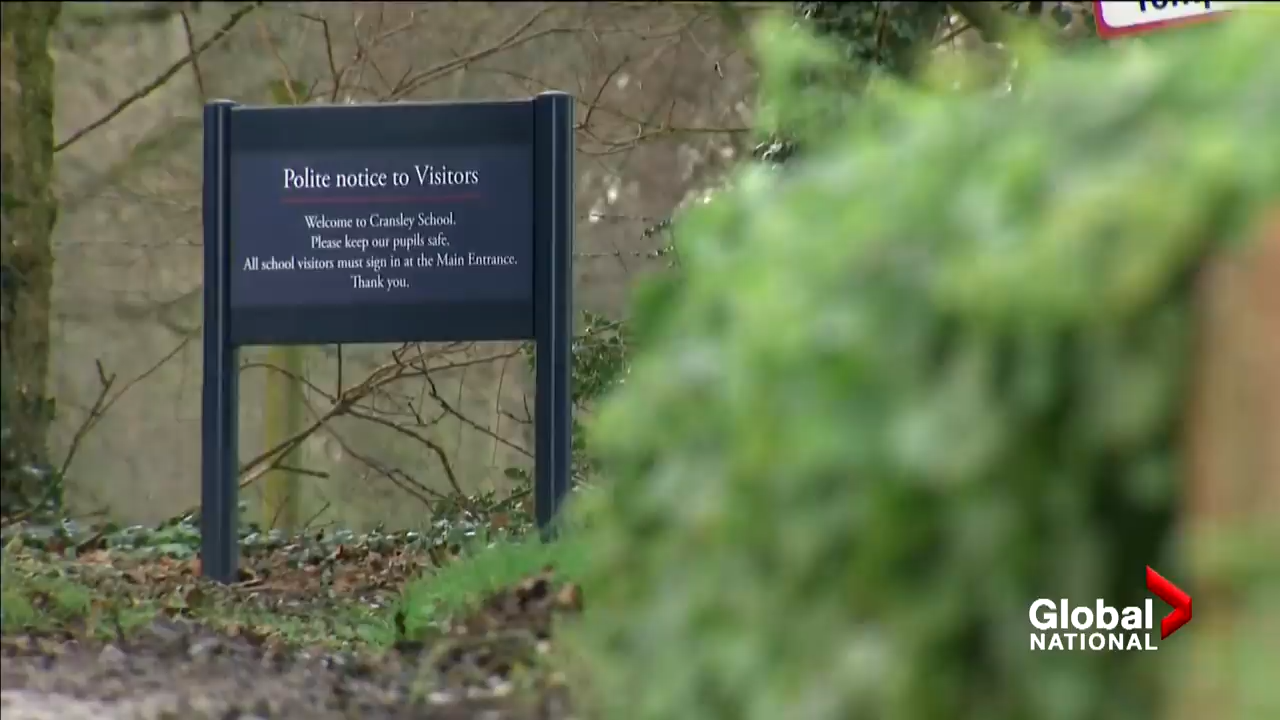 Polite notice to Visitors
Welcome to Cransley School.
Please keep our pupils safe.
All school visitors must sign in at the Main Entrance.
Thank you.
Global
NATIONAL